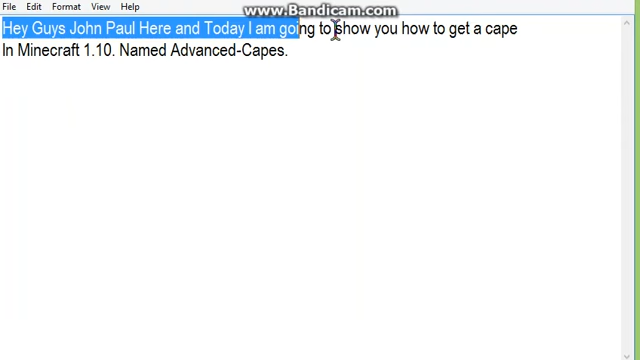 www.Bandicam.com
File Edit Format View Help
Hey Guys John Paul Here and Today I am going to show you how to get a cape
In Minecraft 1.10. Named Advanced-Capes.